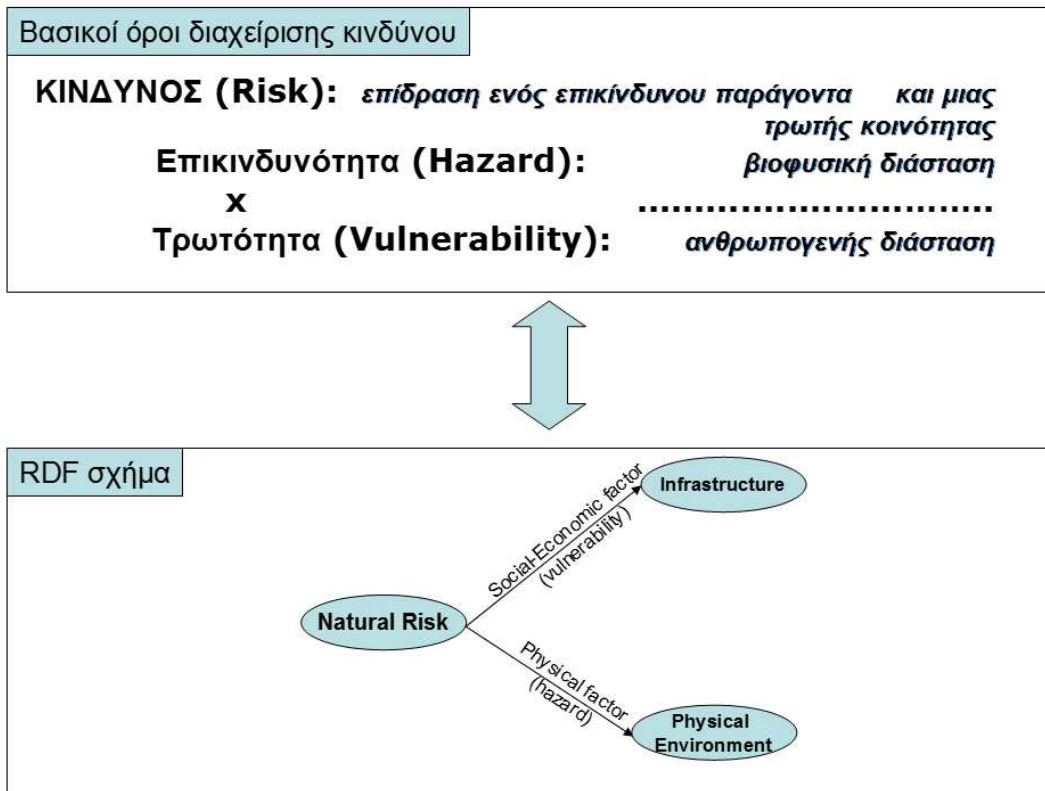 Βασικοί όροι διαχείρισης κινδύνου
ΚΙΝΔΥΝΟΣ (Risk): επίδραση ενός επικίνδυνου παράγοντα και μιας
τρωτής κοινότητας
Επικινδυνότητα (Hazard): βιοφυσική διάσταση
x ................................
Τρωτότητα (Vulnerability): ανθρωπογενής διάσταση
RDF σχήμα
Infrastructure
Social-Economic factor
(vulnerability)
Natural Risk
Physical factor
(hazard)
Physical
Environment